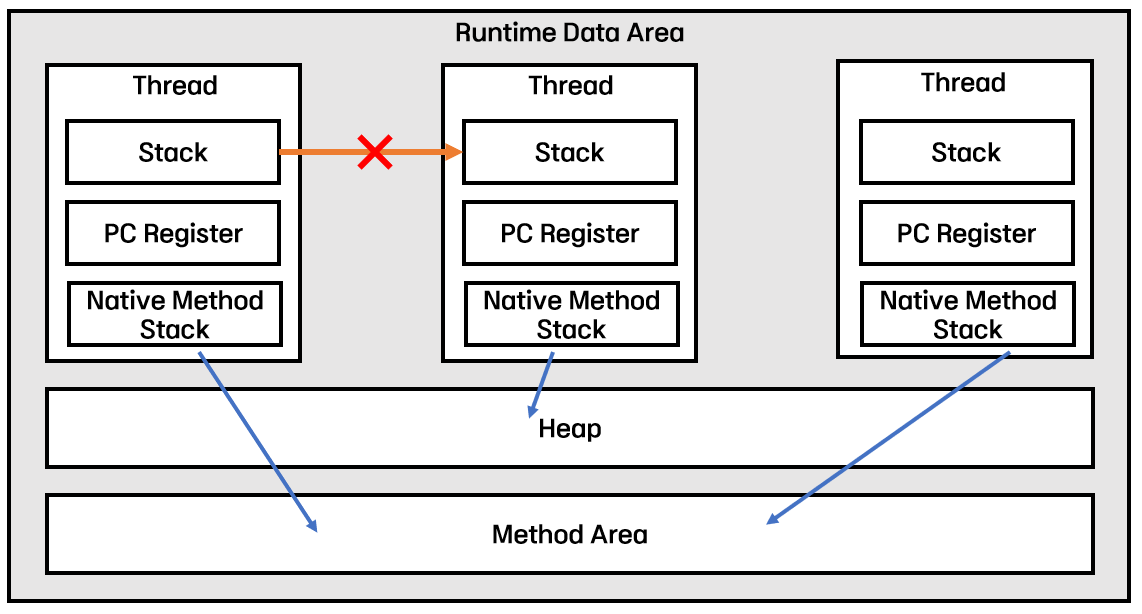 Runtime Data Area
Thread
Stack
PC Register
Native Method
Stack
Thread
Stack
PC Register
Native Method
Stack
Thread
Stack
PC Register
Native Method
Stack
Heap
Method Area